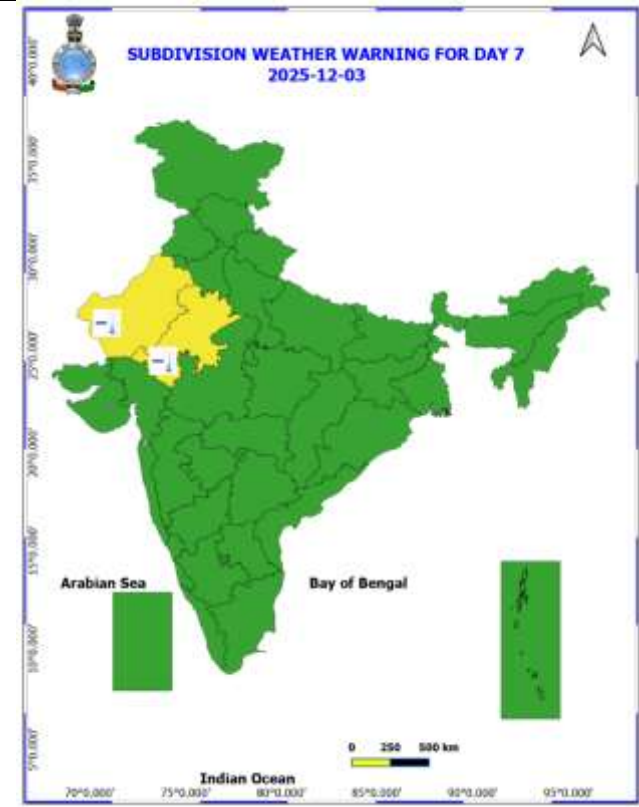 SUBDIVISION WEATHER WARNING FOR DAY 7
2025-12-03
40°0.000'
35°0.000'
30°0.000'
25°0.000'
20°0.000'
15°0.000'
10°0.000'
5°0.000'
Arabian Sea
Bay of Bengal
0 250 500 km
Indian Ocean
70°0.000' 75°0.000' 80°0.000' 85°0.000' 90°0.000' 95°0.000'